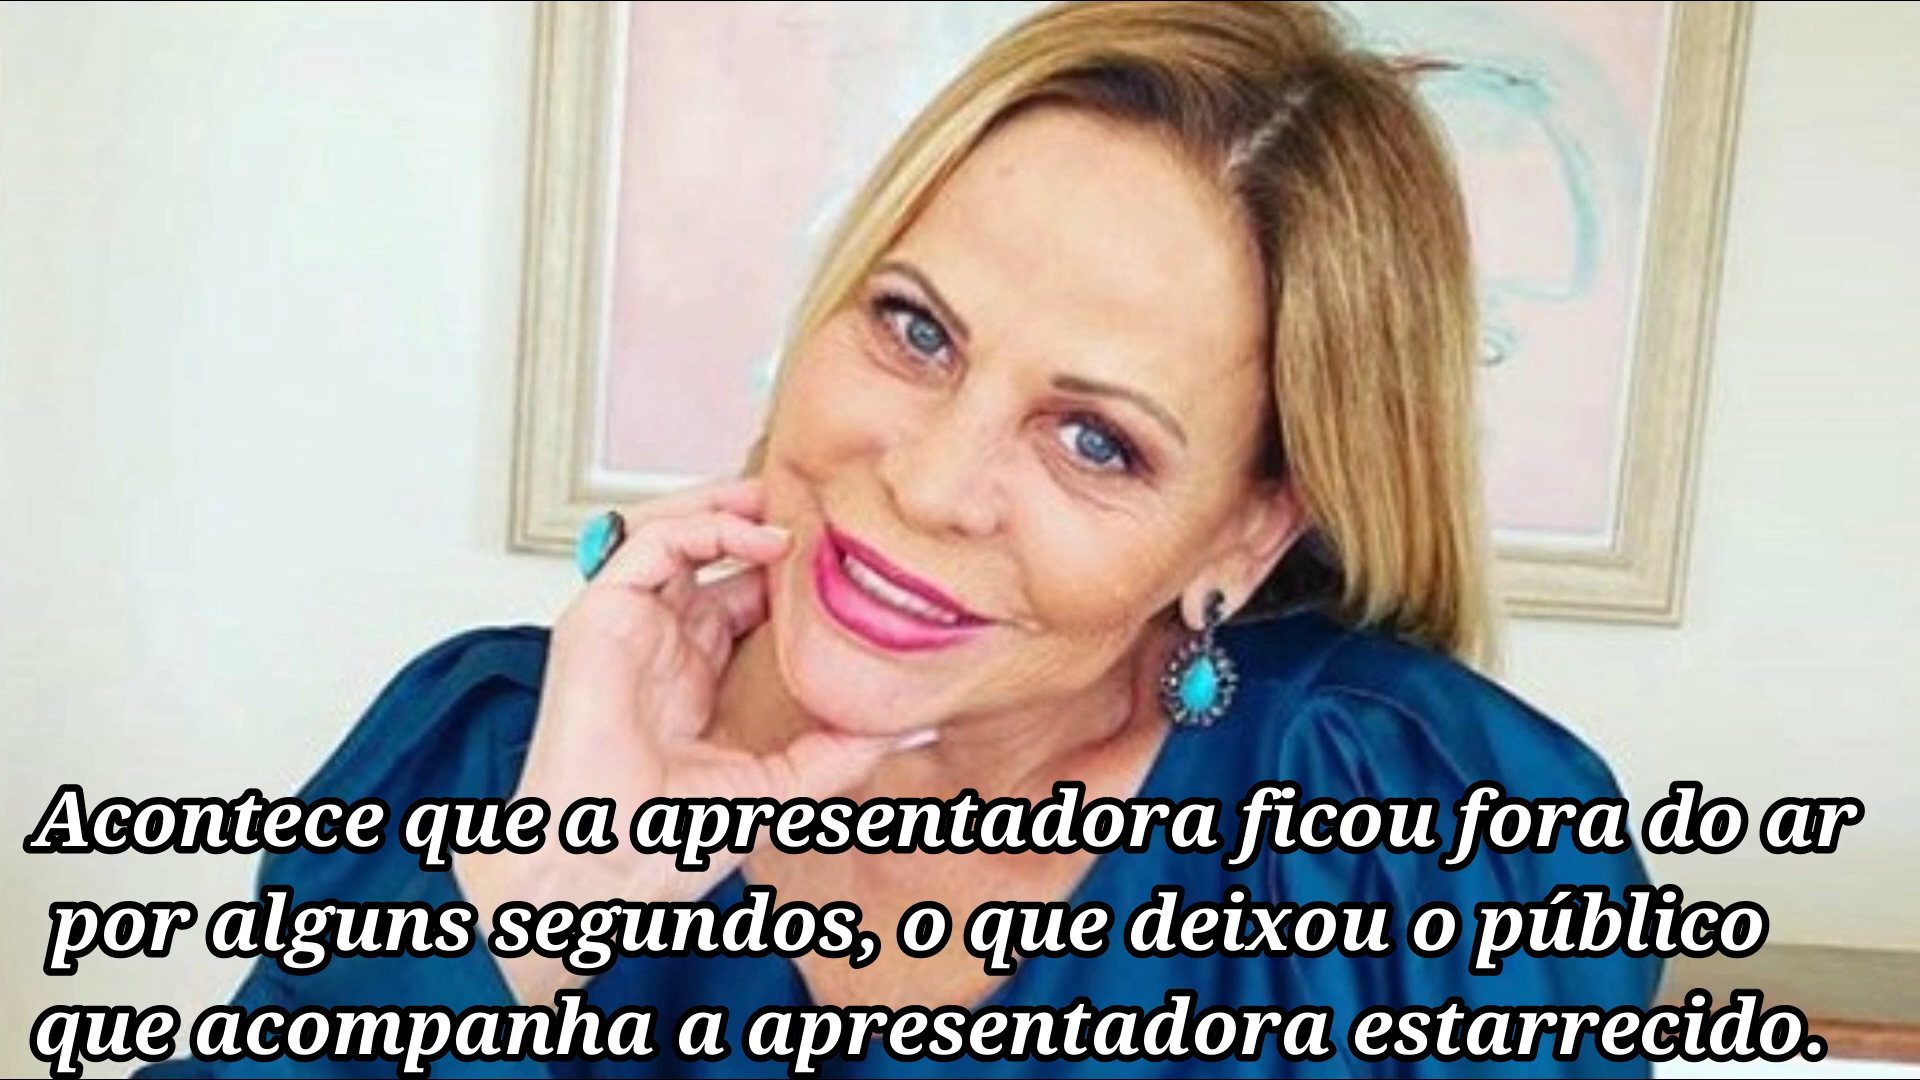 Acontece que a apresentadora ficou fora do ar
por alguns segundos, o que deixou o público
que acompanha a apresentadora estarrecido.